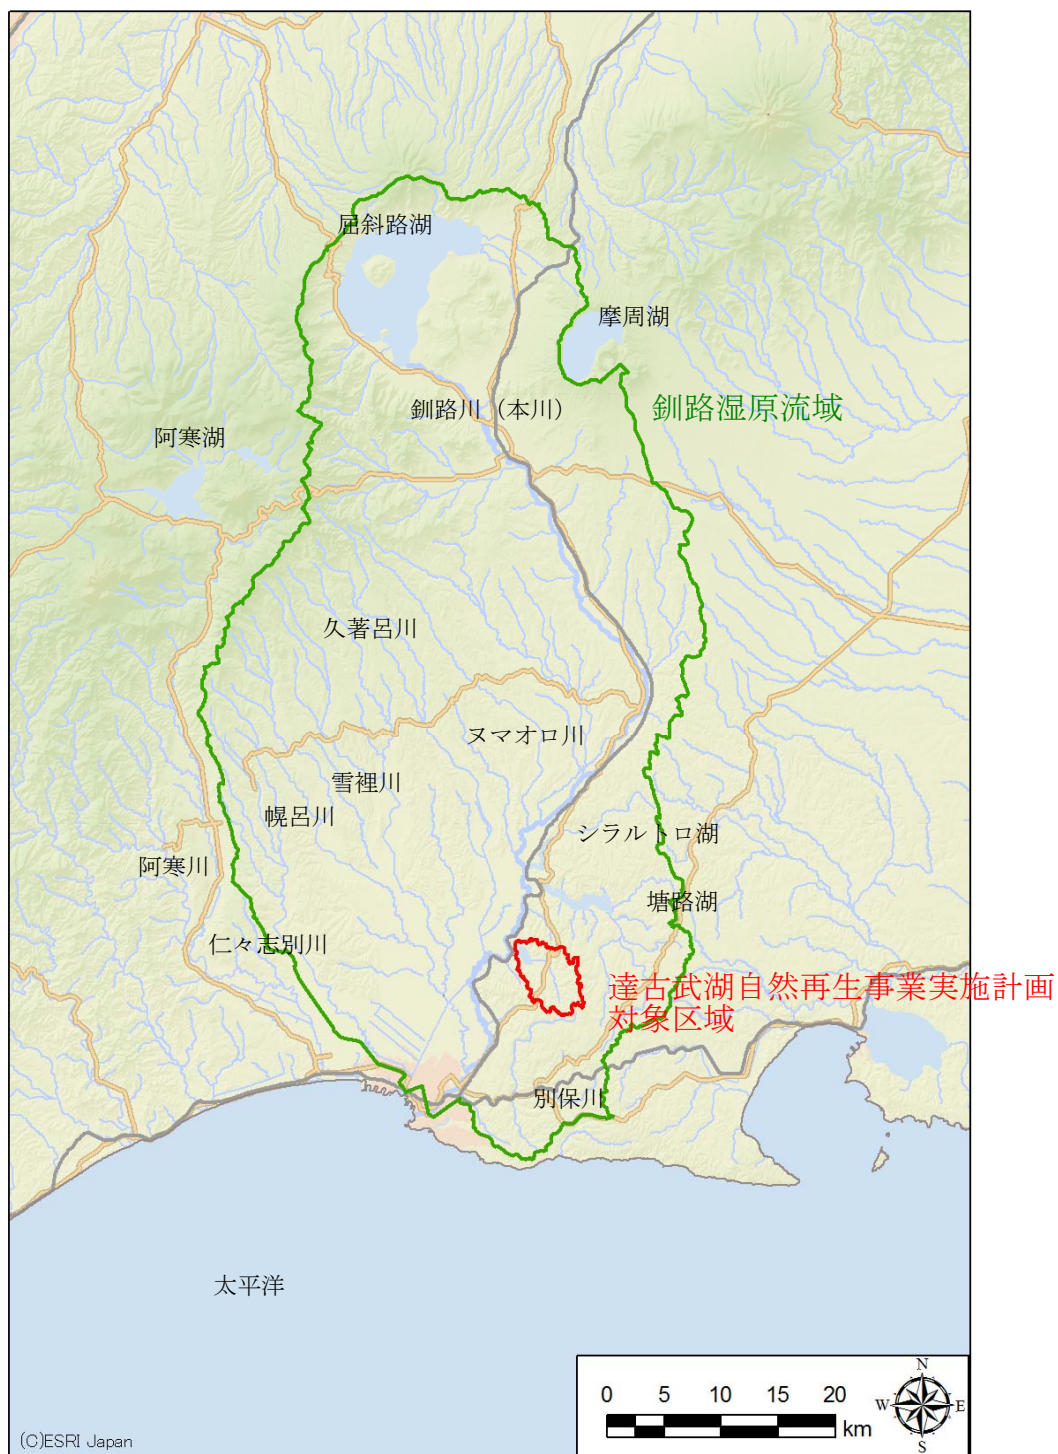 屈斜路湖
摩周湖
釧路川（本川）
釧路湿原流域
阿寒湖
久著呂川
ヌマオロ川
雪裡川
幌呂川
シラルトロ湖
阿寒川
塘路湖
仁々志別川
達古武湖自然再生事業実施計画
対象区域
別保川
太平洋
N
W E
S
0 5 10 15 20
km
(C)ESRI Japan